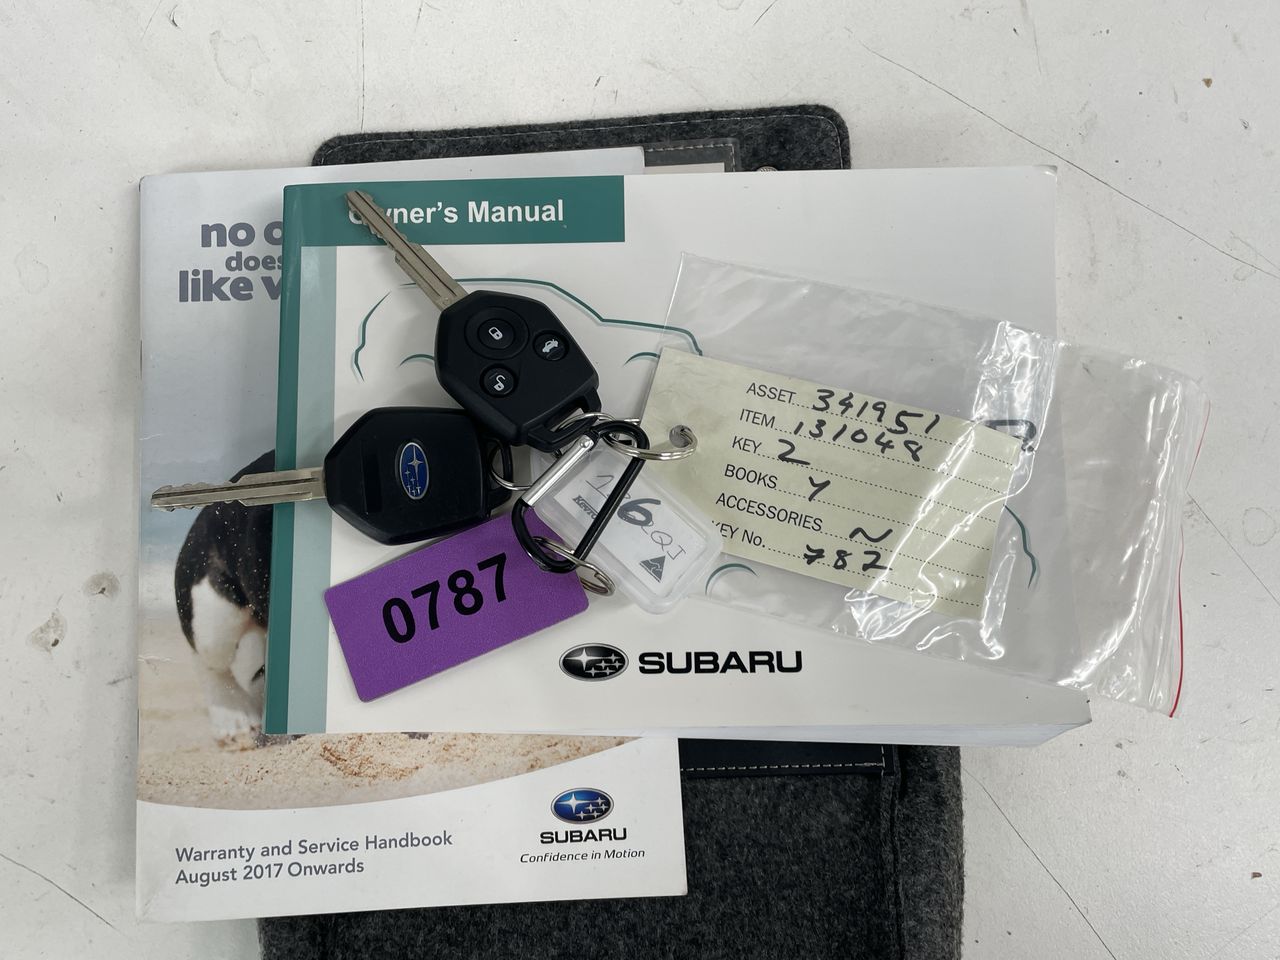 no
does
like
Owner's Manual
ASSET 341951
ITEM 131048
KEY 2
BOOKS Y
ACCESSORIES N
KEY No. 782
0787
SUBARU
SUBARU
Confidence in Motion
Warranty and Service Handbook
August 2017 Onwards